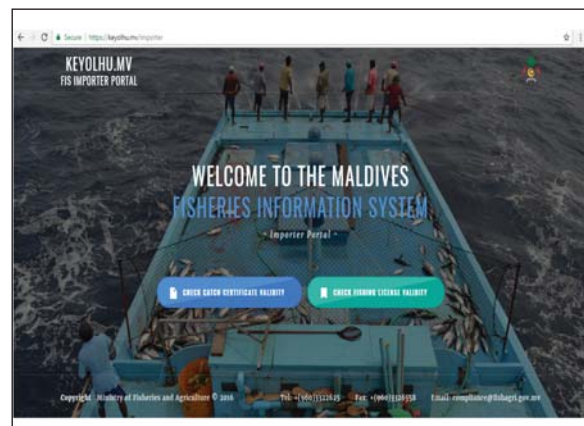 Secure | https://keyolhu.mv/importer
KEYOLHU.MV
FIS IMPORTER PORTAL
WELCOME TO THE MALDIVES
FISHERIES INFORMATION SYSTEM
- Importer Portal -
CHECK CATCH CERTIFICATE VALIDITY CHECK FISHING LICENSE VALIDITY
Copyright Ministry of Fisheries and Agriculture © 2016 Tel: +(960)3322625 Fax: +(960)3326558 Email: compliance@fishagri.gov.mv